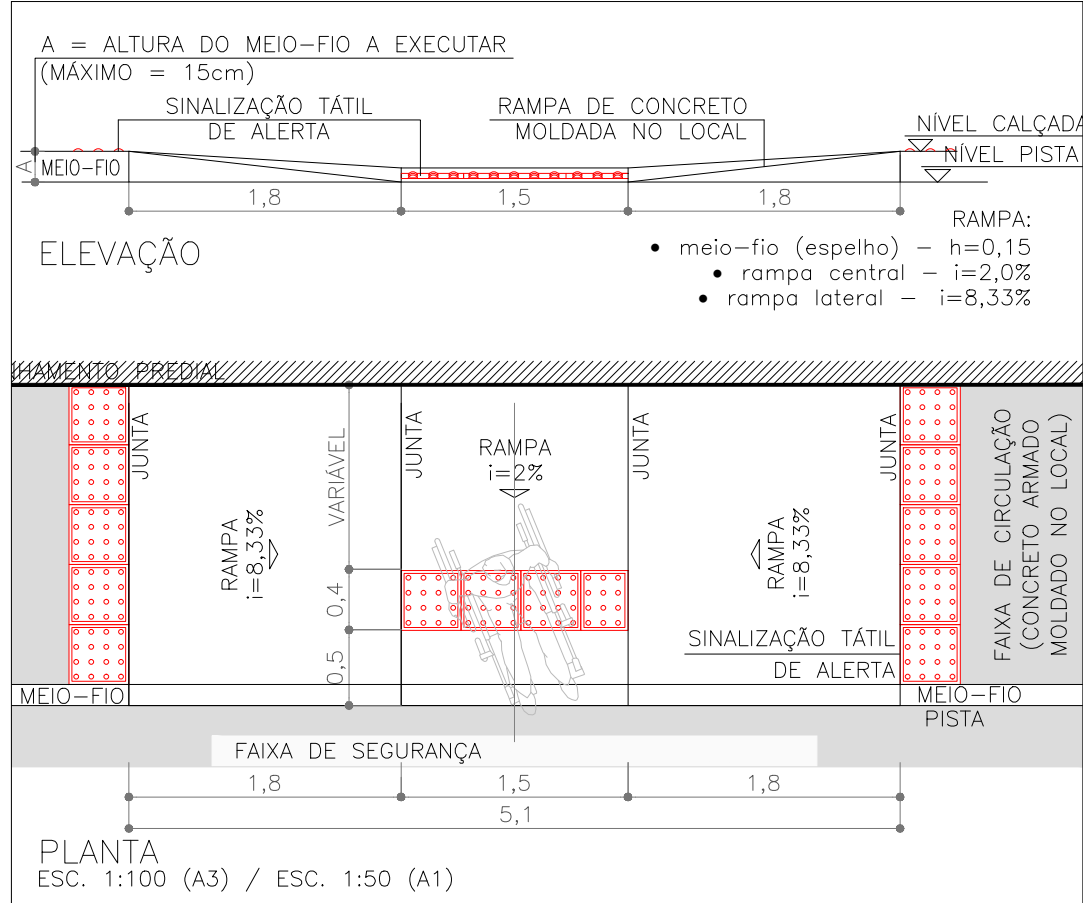 A = ALTURA DO MEIO-FIO A EXECUTAR
(MÁXIMO = 15cm)
SINALIZAÇÃO TÁTIL
DE ALERTA
RAMPA DE CONCRETO
MOLDADA NO LOCAL
NÍVEL CALÇADA
NÍVEL PISTA
A
MEIO-FIO
1,8
1,5
1,8
ELEVAÇÃO
RAMPA:
• meio-fio (espelho) - h=0,15
• rampa central - i=2,0%
• rampa lateral - i=8,33%
NHAMENTO PREDIAL
JUNTA
VARIÁVEL
JUNTA
RAMPA
i=2%
JUNTA
JUNTA
RAMPA
i=8,33%
RAMPA
i=8,33%
FAIXA DE CIRCULAÇÃO
(CONCRETO ARMADO
MOLDADO NO LOCAL)
0,4
0,5
SINALIZAÇÃO TÁTIL
DE ALERTA
MEIO-FIO
MEIO-FIO
PISTA
FAIXA DE SEGURANÇA
1,8
1,5
1,8
5,1
PLANTA
ESC. 1:100 (A3) / ESC. 1:50 (A1)